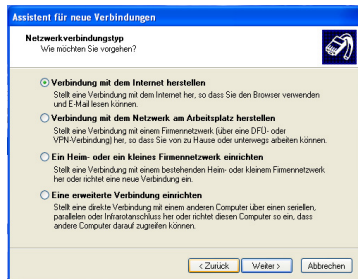 Assistent für neue Verbindungen
Netzwerkverbindungstyp
Wie möchten Sie vorgehen?
Verbindung mit dem Internet herstellen
Stellt eine Verbindung mit dem Internet her, so dass Sie den Browser verwenden
und E-Mail lesen können.
Verbindung mit dem Netzwerk am Arbeitsplatz herstellen
Stellt eine Verbindung mit einem Firmennetzwerk (über eine DFÜ- oder
VPN-Verbindung) her, so dass Sie von zu Hause oder unterwegs arbeiten können.
Ein Heim- oder ein kleines Firmennetzwerk einrichten
Stellt eine Verbindung mit einem bestehenden Heim- oder kleinem Firmennetzwerk
her oder richtet eine neue Verbindung ein.
Eine erweiterte Verbindung einrichten
Stellt eine direkte Verbindung mit einem anderen Computer über einen seriellen,
parallelen oder Infrarotanschluss her oder richtet diesen Computer so ein, dass
andere Computer darauf zugreifen können.
< Zurück Weiter > Abbrechen